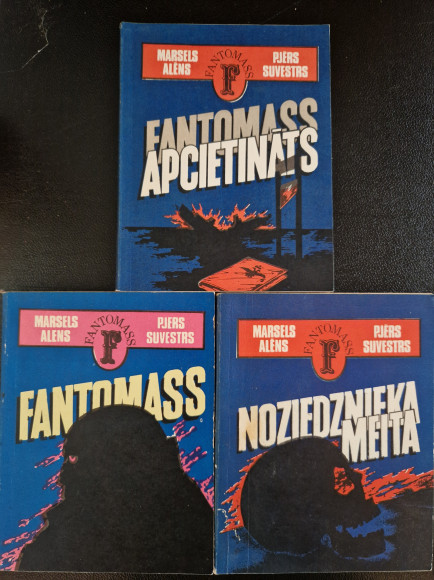 MARSELS
ALĒNS
FANTOMASS
F
PJĒRS
SUVESTRS
FANTOMASS
APCIETINĀTS
MARSELS
ALĒNS
FANTOMASS
F
PJĒRS
SUVESTRS
FANTOMASS
MARSELS
ALĒNS
FANTOMASS
F
PJĒRS
SUVESTRS
NOZIEDZNIEKA
MEITA